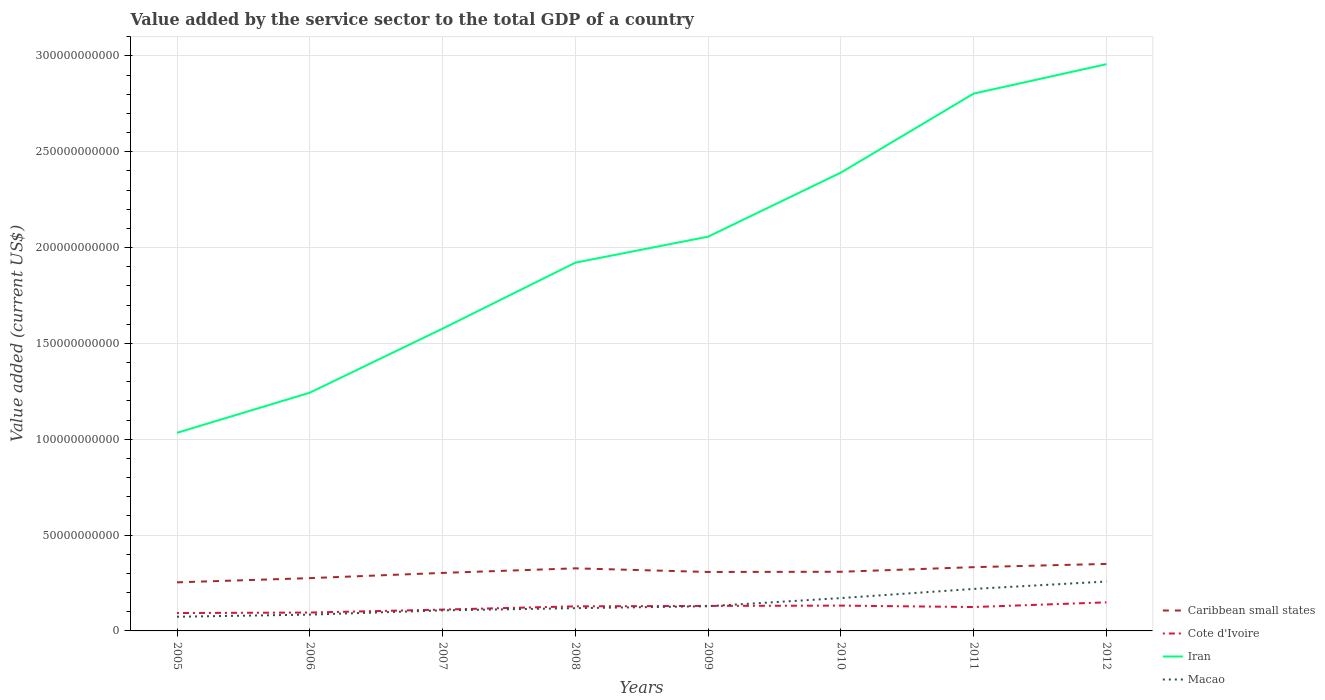 Value added by the service sector to the total GDP of a country
Value added (current US$)
300000000000
250000000000
200000000000
150000000000
100000000000
50000000000
0
2005
2006
2007
2008
2009
2010
2011
2012
Years
Caribbean small states
Cote d'Ivoire
Iran
Macao